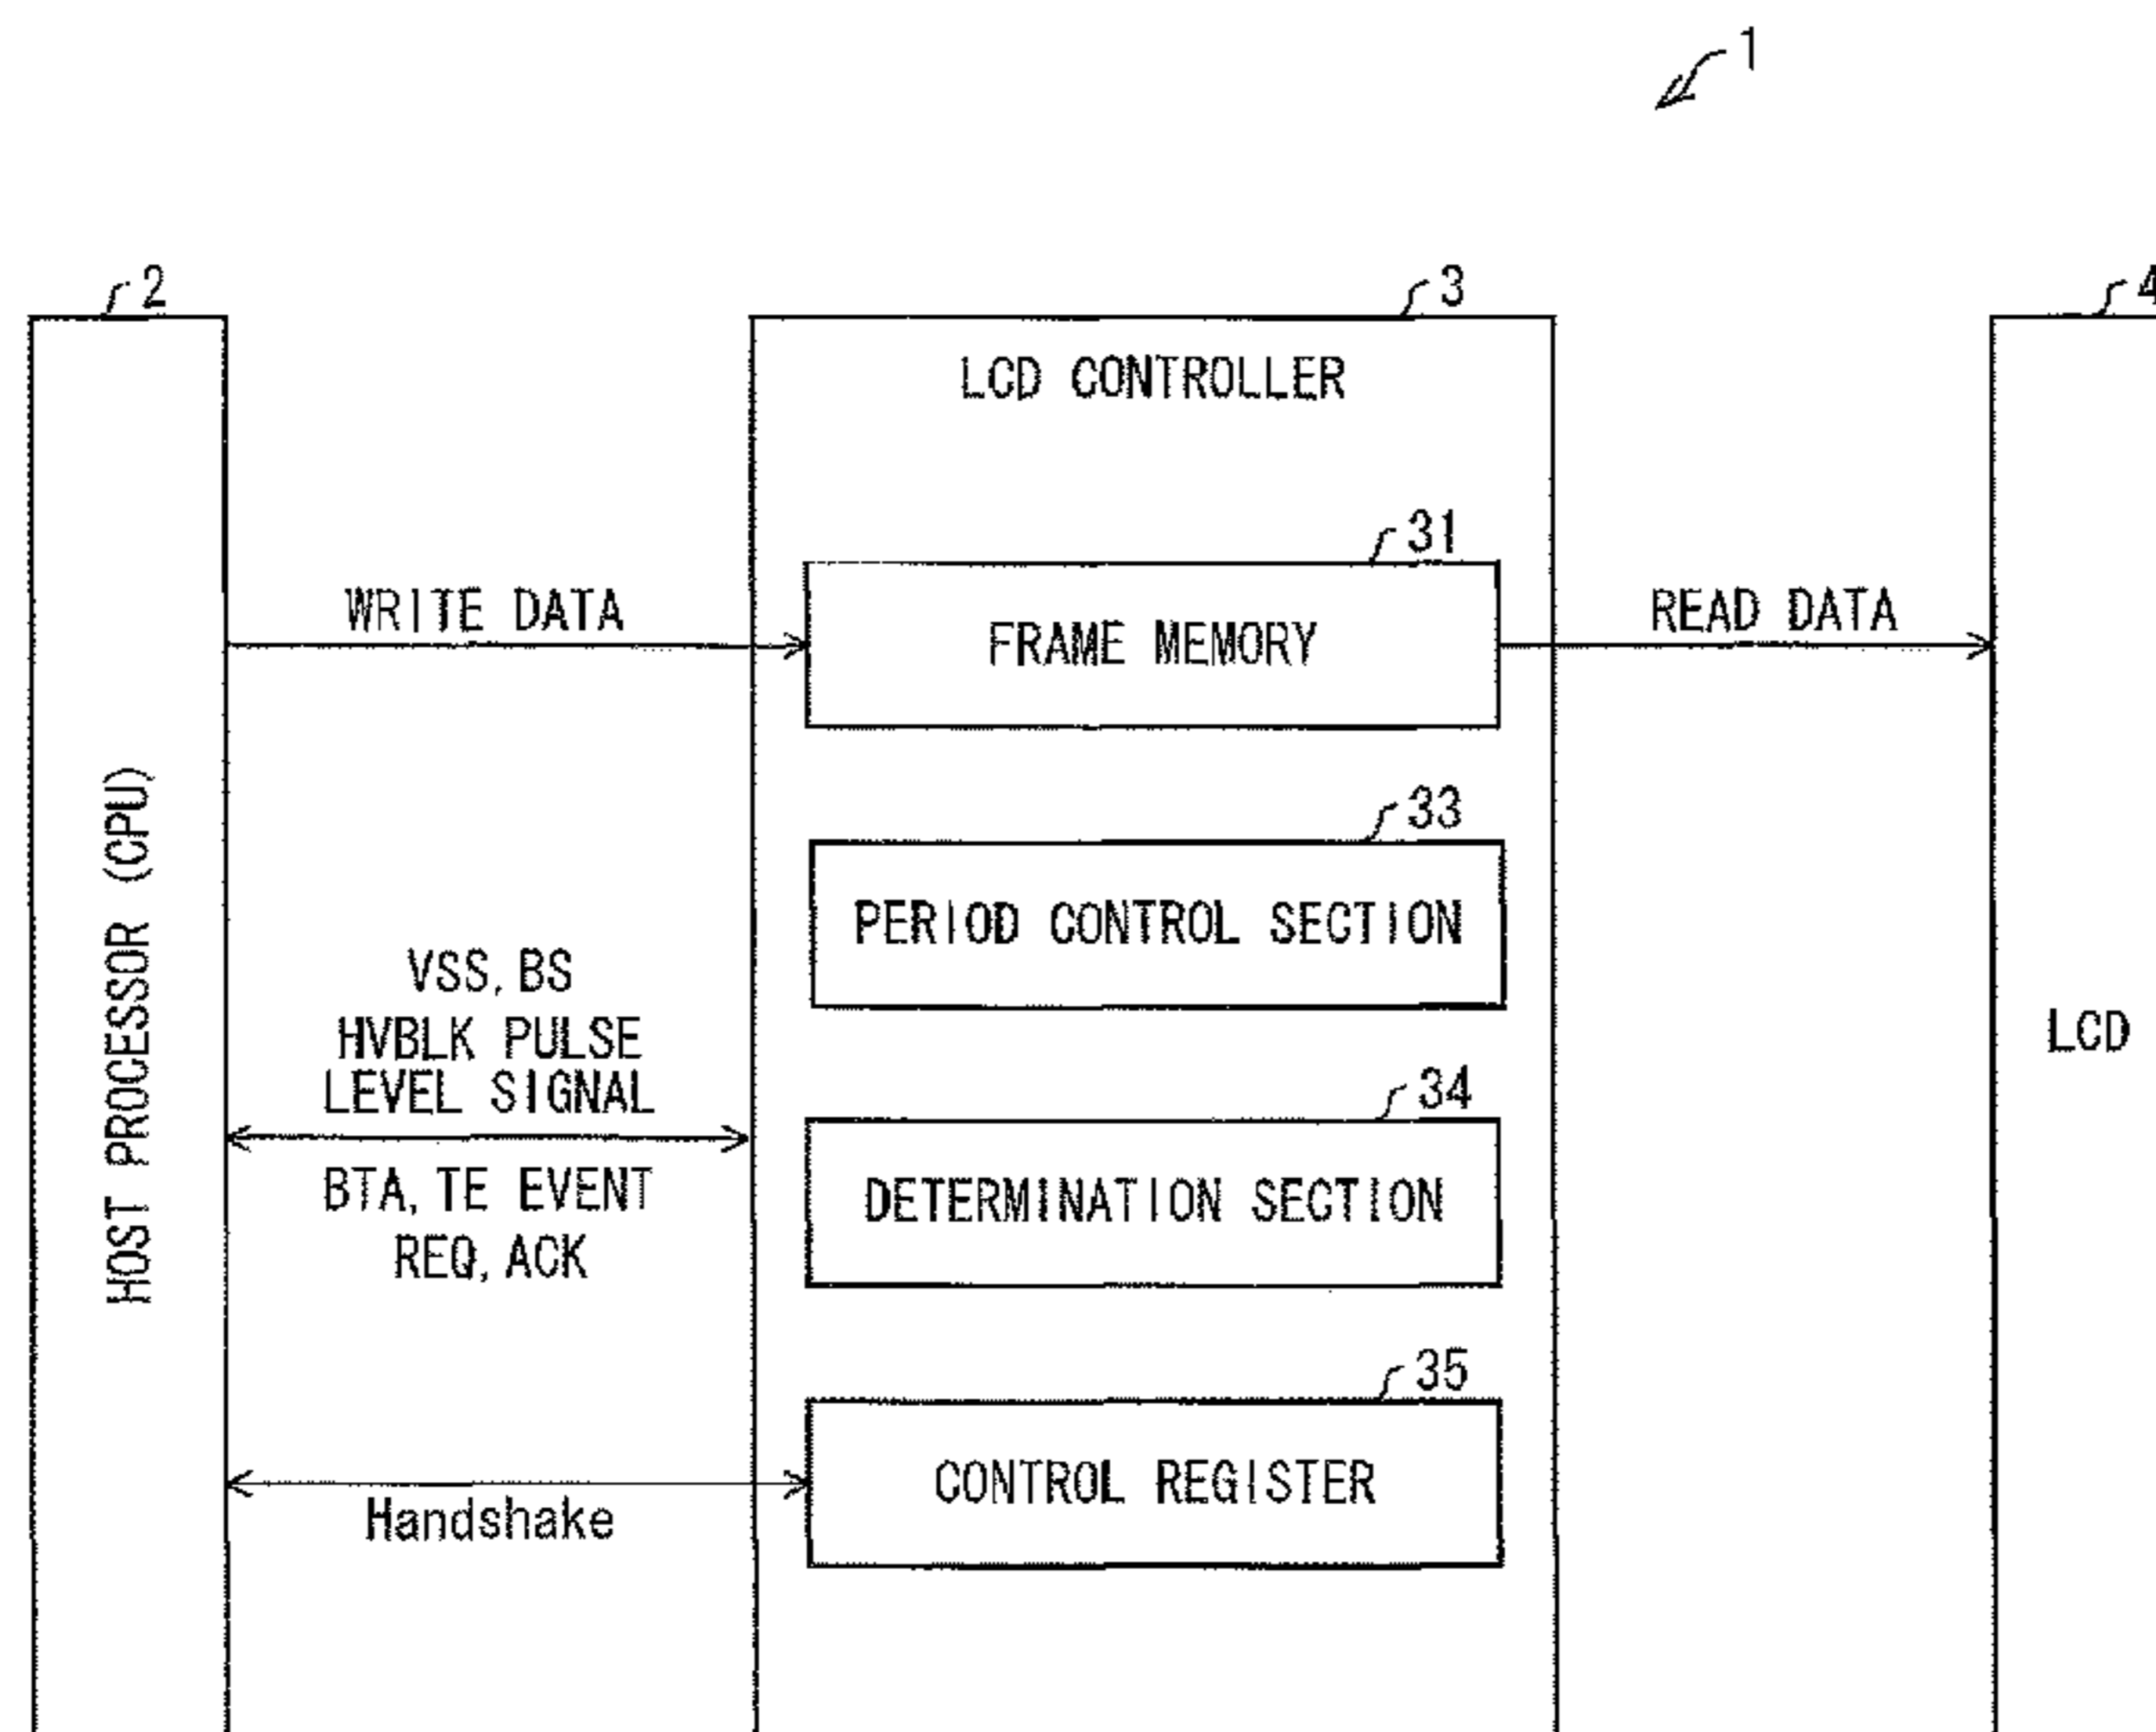 1
2
3
4
LCD CONTROLLER
31
WRITE DATA
FRAME MEMORY
READ DATA
33
PERIOD CONTROL SECTION
HOST PROCESSOR (CPU)
VSS, BS
HVBLK PULSE
LEVEL SIGNAL
LCD
34
BTA, TE EVENT
REQ, ACK
DETERMINATION SECTION
35
CONTROL REGISTER
Handshake